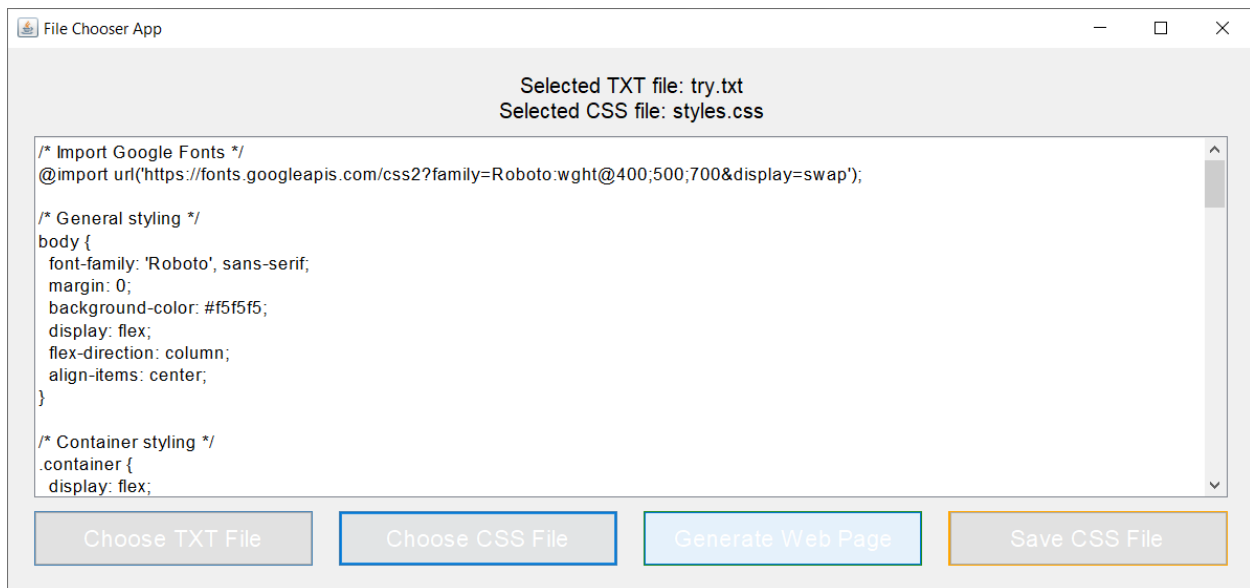 File Chooser App
Selected TXT file: try.txt
Selected CSS file: styles.css
/* Import Google Fonts */
@import url('https://fonts.googleapis.com/css2?family=Roboto:wght@400;500;700&display=swap');
/* General styling */
body {
  font-family: 'Roboto', sans-serif;
  margin: 0;
  background-color: #f5f5f5;
  display: flex;
  flex-direction: column;
  align-items: center;
}
/* Container styling */
.container {
  display: flex;
Choose TXT File
Choose CSS File
Generate Web Page
Save CSS File